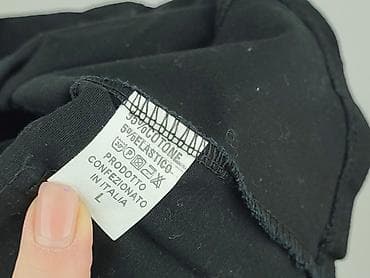 95%COTONE
5%ELASTICO
PRODOTTO
CONFEZIONATO
IN ITALIA
L